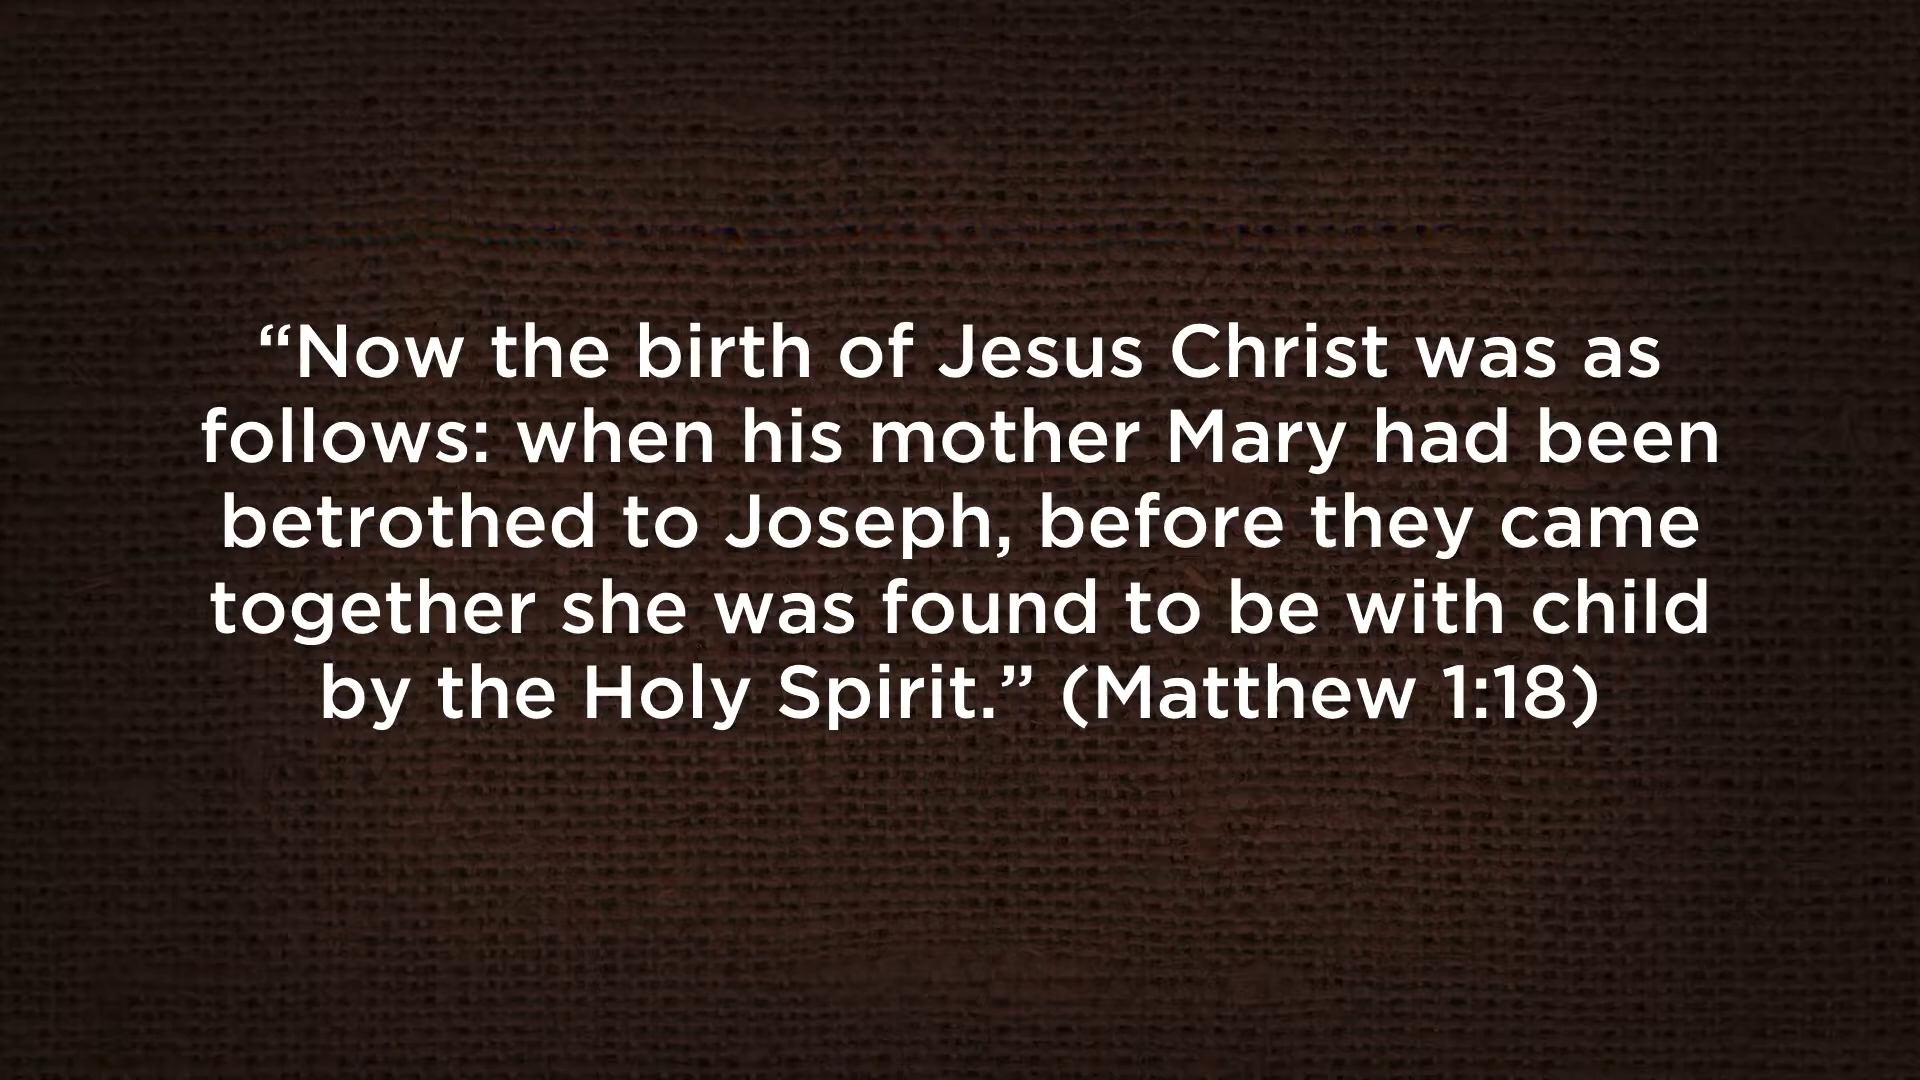 “Now the birth of Jesus Christ was as
follows: when his mother Mary had been
betrothed to Joseph, before they came
together she was found to be with child
by the Holy Spirit.” (Matthew 1:18)